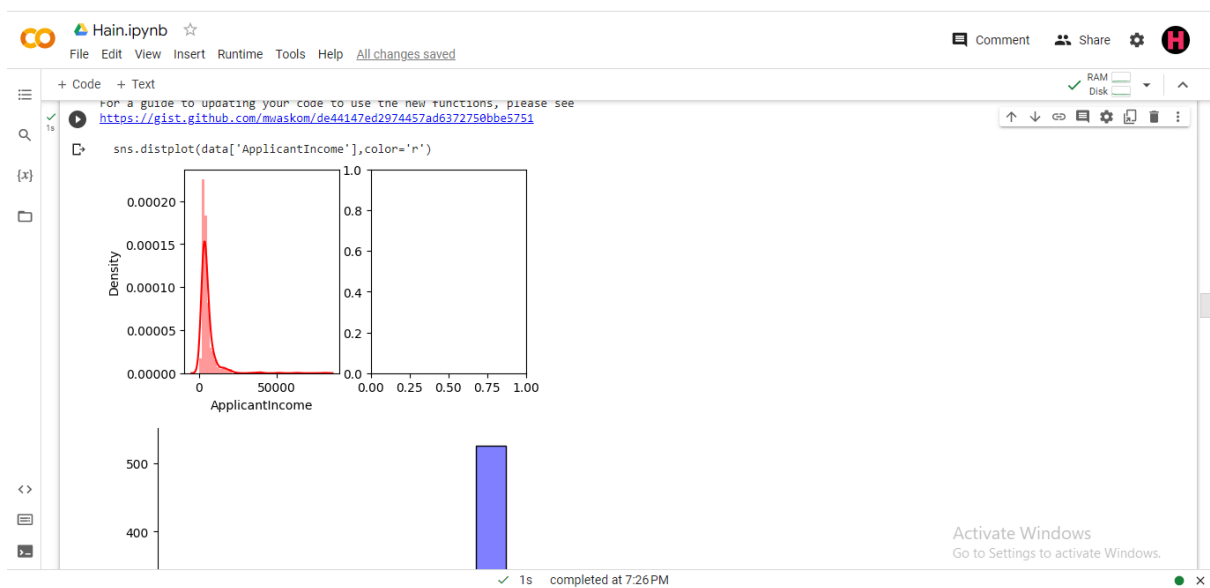 Hain.ipynb
File Edit View Insert Runtime Tools Help All changes saved
Comment Share H
+ Code + Text
RAM
Disk
For a guide to updating your code to use the new functions, please see
1s
https://gist.github.com/mwaskom/de44147ed2974457ad6372750bbe5751
sns.distplot(data['ApplicantIncome'],color='r')
{x}
0.00020
0.00015
0.00010
0.00005
0.00000
Density
0 50000
ApplicantIncome
1.0
0.8
0.6
0.4
0.2
0.0
0.00 0.25 0.50 0.75 1.00
500
400
Activate Windows
Go to Settings to activate Windows.
1s completed at 7:26 PM